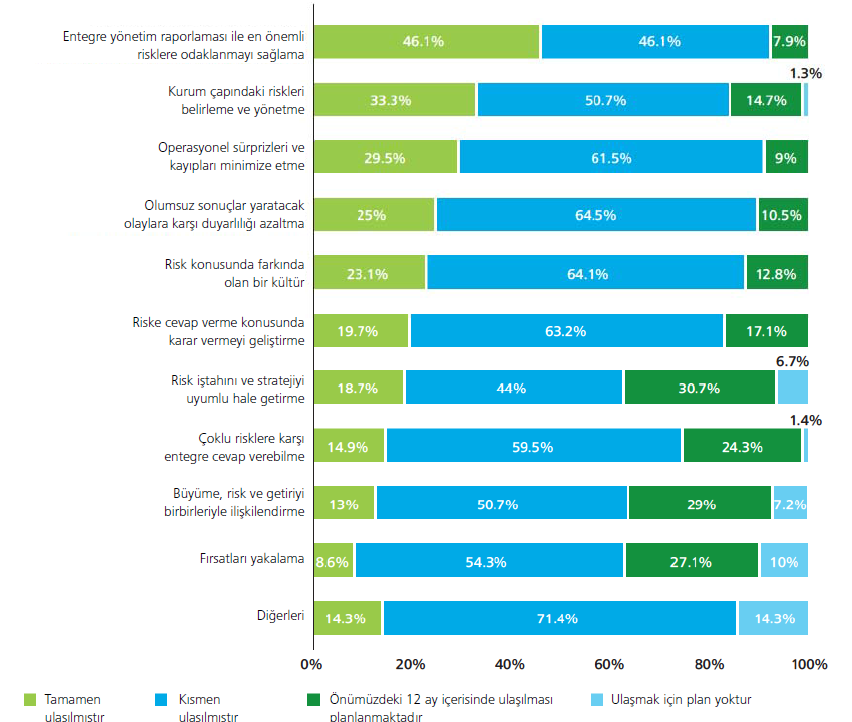 Entegre yönetim raporlaması ile en önemli
risklere odaklanmayı sağlama
46.1%
46.1%
7.9%
1.3%
Kurum çapındaki riskleri
belirleme ve yönetme
33.3%
50.7%
14.7%
Operasyonel sürprizleri ve
kayıpları minimize etme
29.5%
61.5%
9%
Olumsuz sonuçlar yaratacak
olaylara karşı duyarlılığı azaltma
25%
64.5%
10.5%
Risk konusunda farkında
olan bir kültür
23.1%
64.1%
12.8%
Riske cevap verme konusunda
karar vermeyi geliştirme
19.7%
63.2%
17.1%
6.7%
Risk iştahını ve stratejiyi
uyumlu hale getirme
18.7%
44%
30.7%
1.4%
Çoklu risklere karşı
entegre cevap verebilme
14.9%
59.5%
24.3%
Büyüme, risk ve getiriyi
birbirleriyle ilişkilendirme
13%
50.7%
29%
7.2%
Fırsatları yakalama
8.6%
54.3%
27.1%
10%
Diğerleri
14.3%
71.4%
14.3%
0%
20%
40%
60%
80%
100%
Tamamen
ulaşılmıştır
Kısmen
ulaşılmıştır
Önümüzdeki 12 ay içerisinde ulaşılması
planlanmaktadır
Ulaşmak için plan yoktur